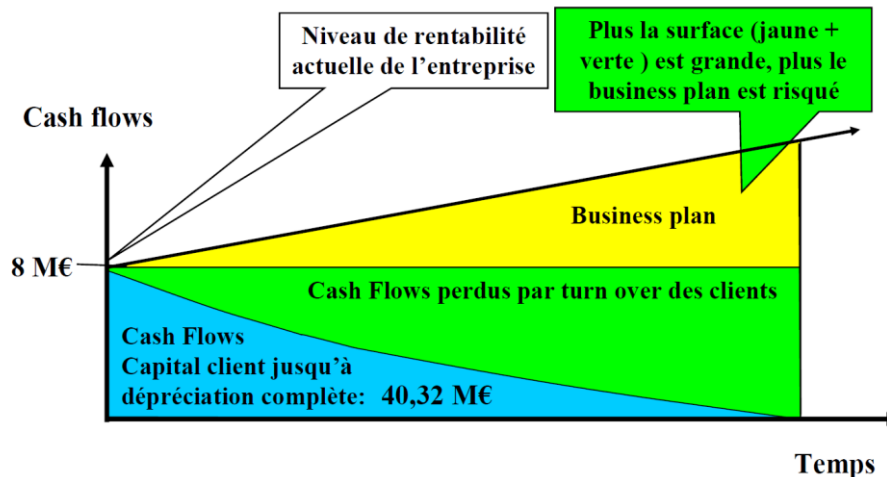 Niveau de rentabilité
actuelle de l’entreprise
Plus la surface (jaune +
verte ) est grande, plus le
business plan est risqué
Cash flows
Business plan
8 M€
Cash Flows perdus par turn over des clients
Cash Flows
Capital client jusqu’à
dépréciation complète: 40,32 M€
Temps